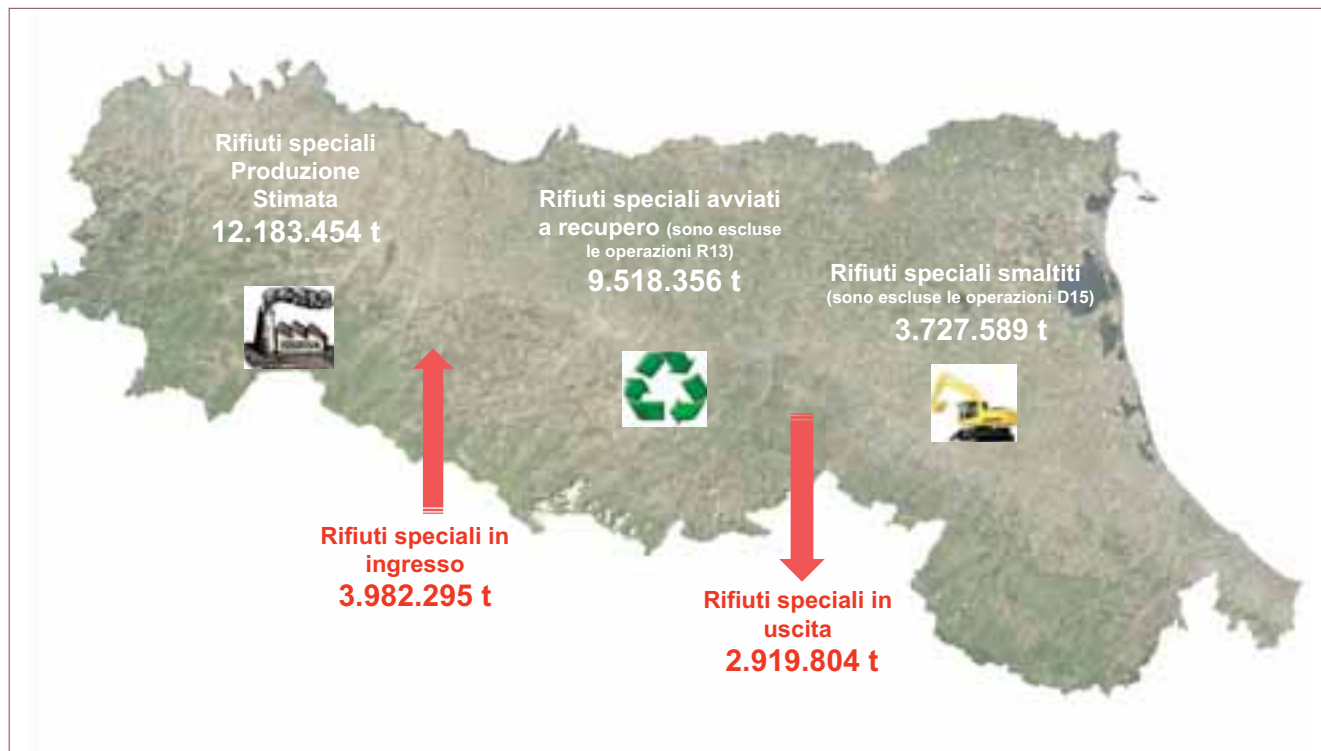 Rifiuti speciali
Produzione
Stimata
12.183.454 t
Rifiuti speciali avviati
a recupero (sono escluse
le operazioni R13)
9.518.356 t
Rifiuti speciali smaltiti
(sono escluse le operazioni D15)
3.727.589 t
Rifiuti speciali in
ingresso
3.982.295 t
Rifiuti speciali in
uscita
2.919.804 t